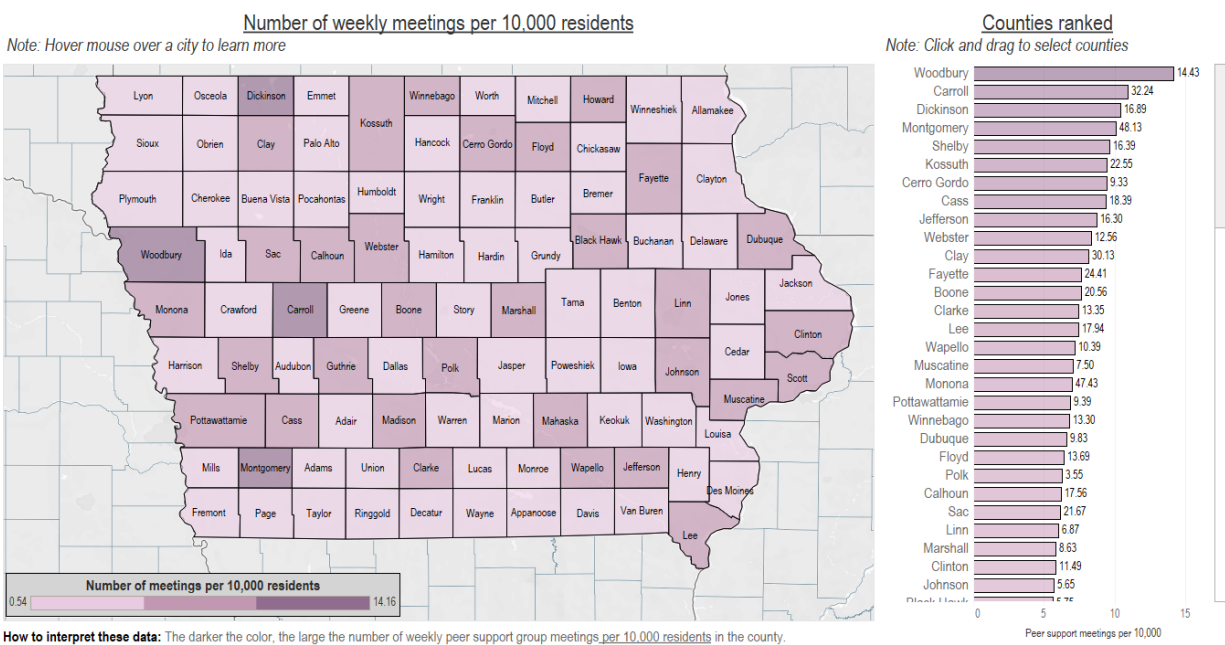 Number of weekly meetings per 10,000 residents
Note: Hover mouse over a city to learn more
Lyon Osceola Dickinson Emmet Winnebago Worth Mitchell Howard Winneshiek Allamakee
Kossuth
Sioux Obrien Clay Palo Alto Hancock Cerro Gordo Floyd Chickasaw
Plymouth Cherokee Buena Vista Pocahontas Humboldt Wright Franklin Butler Bremer Fayette Clayton
Woodbury Ida Sac Calhoun Webster Hamilton Hardin Grundy Black Hawk Buchanan Delaware Dubuque
Monona Crawford Carroll Greene Boone Story Marshall Tama Benton Linn Jones Jackson
Clinton
Harrison Shelby Audubon Guthrie Dallas Polk Jasper Poweshiek Iowa Johnson Cedar Scott
Muscatine
Pottawattamie Cass Adair Madison Warren Marion Mahaska Keokuk Washington Louisa
Mills Montgomery Adams Union Clarke Lucas Monroe Wapello Jefferson Henry Des Moines
Fremont Page Taylor Ringgold Decatur Wayne Appanoose Davis Van Buren Lee
Number of meetings per 10,000 residents
0.54 14.16
How to interpret these data: The darker the color, the large the number of weekly peer support group meetings per 10,000 residents in the county.
Counties ranked
Note: Click and drag to select counties
Woodbury 14.43
Carroll 32.24
Dickinson 16.89
Montgomery 48.13
Shelby 16.39
Kossuth 22.55
Cerro Gordo 9.33
Cass 18.39
Jefferson 16.30
Webster 12.56
Clay 30.13
Fayette 24.41
Boone 20.56
Clarke 13.35
Lee 17.94
Wapello 10.39
Muscatine 7.50
Monona 47.43
Pottawattamie 9.39
Winnebago 13.30
Dubuque 9.83
Floyd 13.69
Polk 3.55
Calhoun 17.56
Sac 21.67
Linn 6.87
Marshall 8.63
Clinton 11.49
Johnson 5.65
Black Hawk 5.75
0 5 10 15
Peer support meetings per 10,000